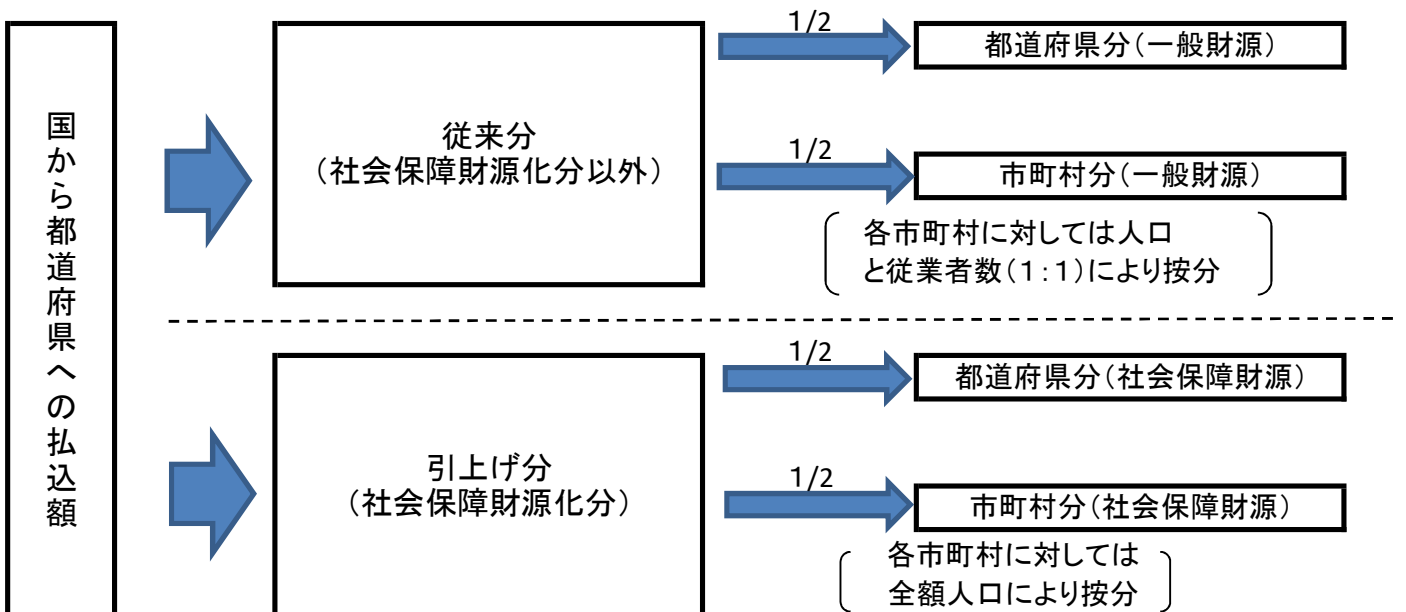 国から都道府県への払込額
従来分
（社会保障財源化分以外）
1/2
都道府県分（一般財源）
1/2
市町村分（一般財源）
各市町村に対しては人口
と従業者数（１：１）により按分
引上げ分
（社会保障財源化分）
1/2
都道府県分（社会保障財源）
1/2
市町村分（社会保障財源）
各市町村に対しては
全額人口により按分